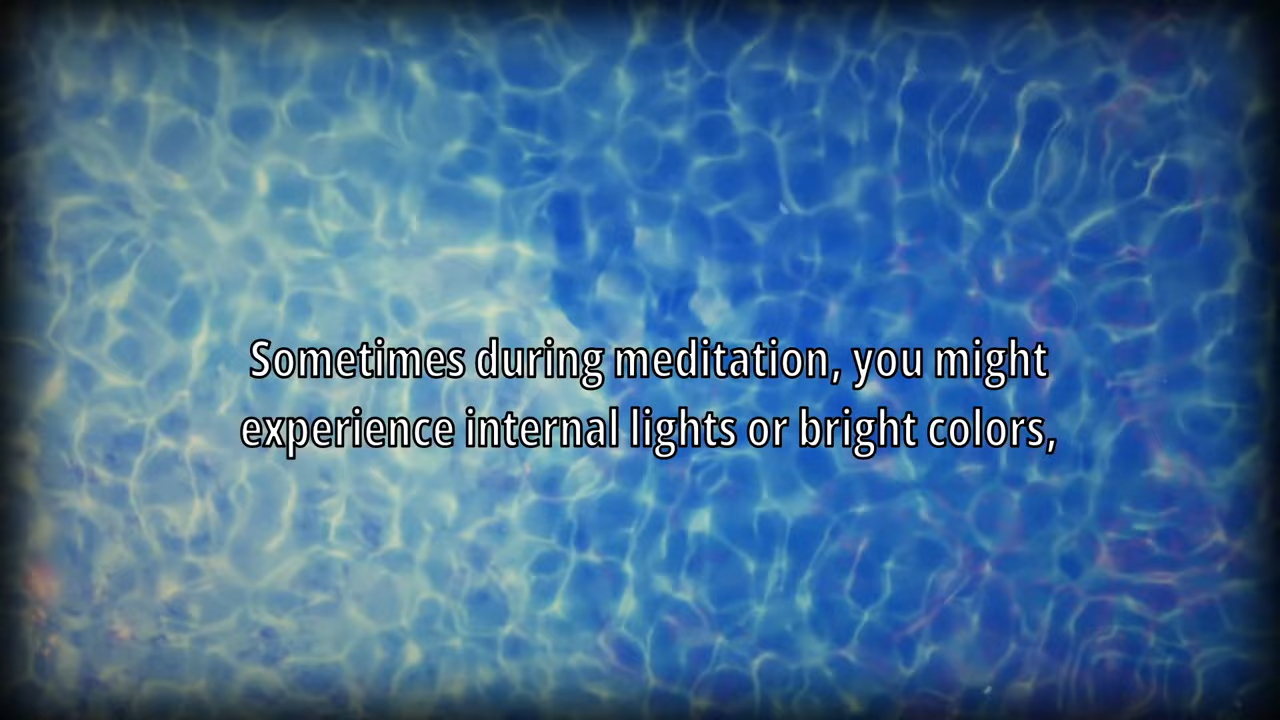 Sometimes during meditation, you might
experience internal lights or bright colors,